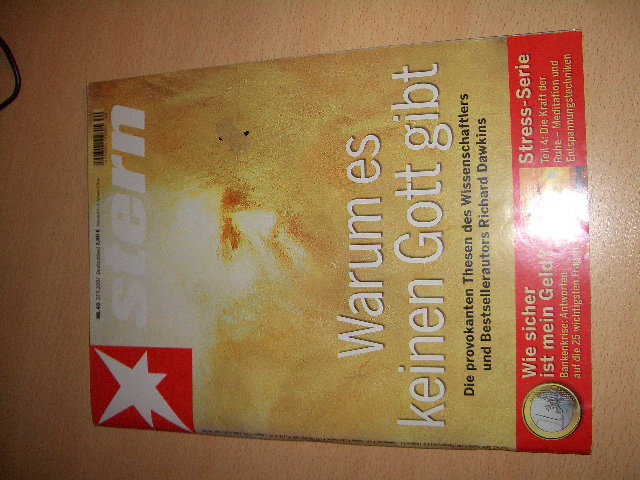 stern
Warum es
keinen Gott gibt
Die provokanten Thesen des Wissenschaftlers
und Bestsellerautors Richard Dawkins
Wie sicher
ist mein Geld?
Bankenkrise: Antworten
auf die 25 wichtigsten Fragen
Stress-Serie
Teil 4: Die Kraft der
Ruhe – Meditation und
Entspannungstechniken